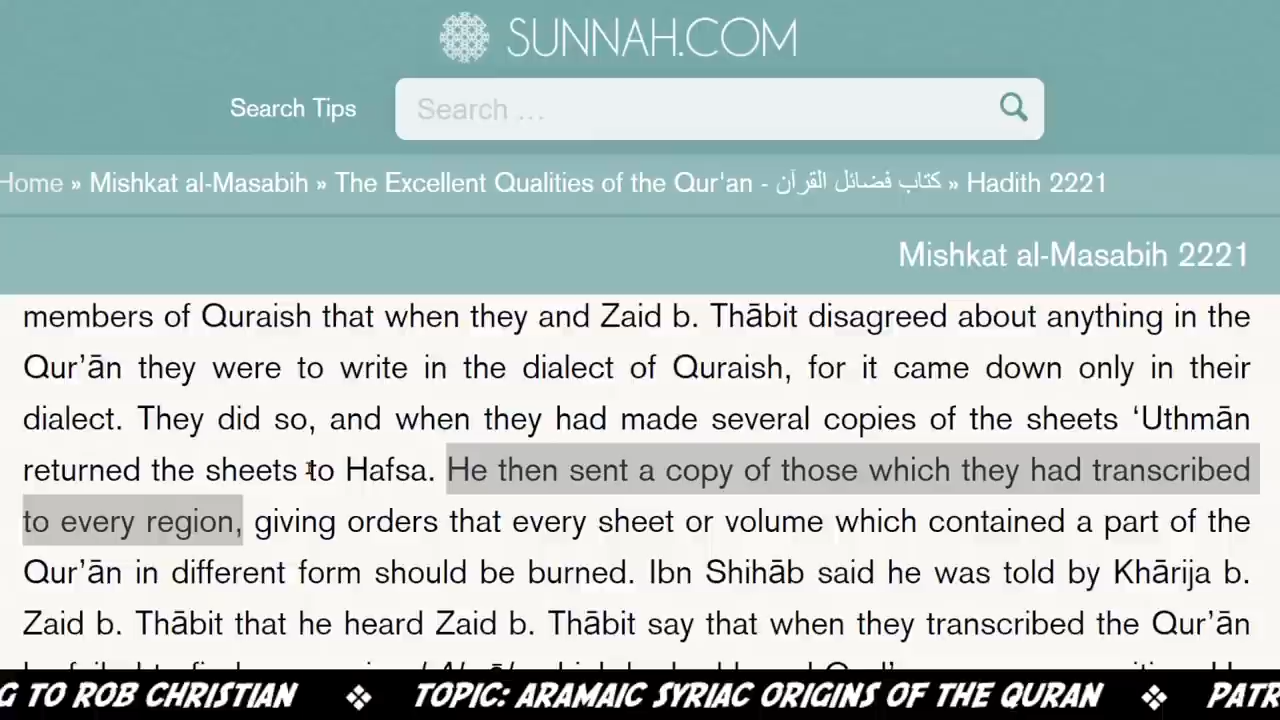 SUNNAH.COM
Search Tips
Search ...
Home » Mishkat al-Masabih » The Excellent Qualities of the Qur'an - كتاب فضائل القرآن » Hadith 2221
Mishkat al-Masabih 2221
members of Quraish that when they and Zaid b. Thābit disagreed about anything in the
Qur’ān they were to write in the dialect of Quraish, for it came down only in their
dialect. They did so, and when they had made several copies of the sheets ‘Uthmān
returned the sheets to Hafsa. He then sent a copy of those which they had transcribed
to every region, giving orders that every sheet or volume which contained a part of the
Qur’ān in different form should be burned. Ibn Shihāb said he was told by Khārija b.
Zaid b. Thābit that he heard Zaid b. Thābit say that when they transcribed the Qur’ān
G TO ROB CHRISTIAN ❖ TOPIC: ARAMAIC SYRIAC ORIGINS OF THE QURAN ❖ PATR